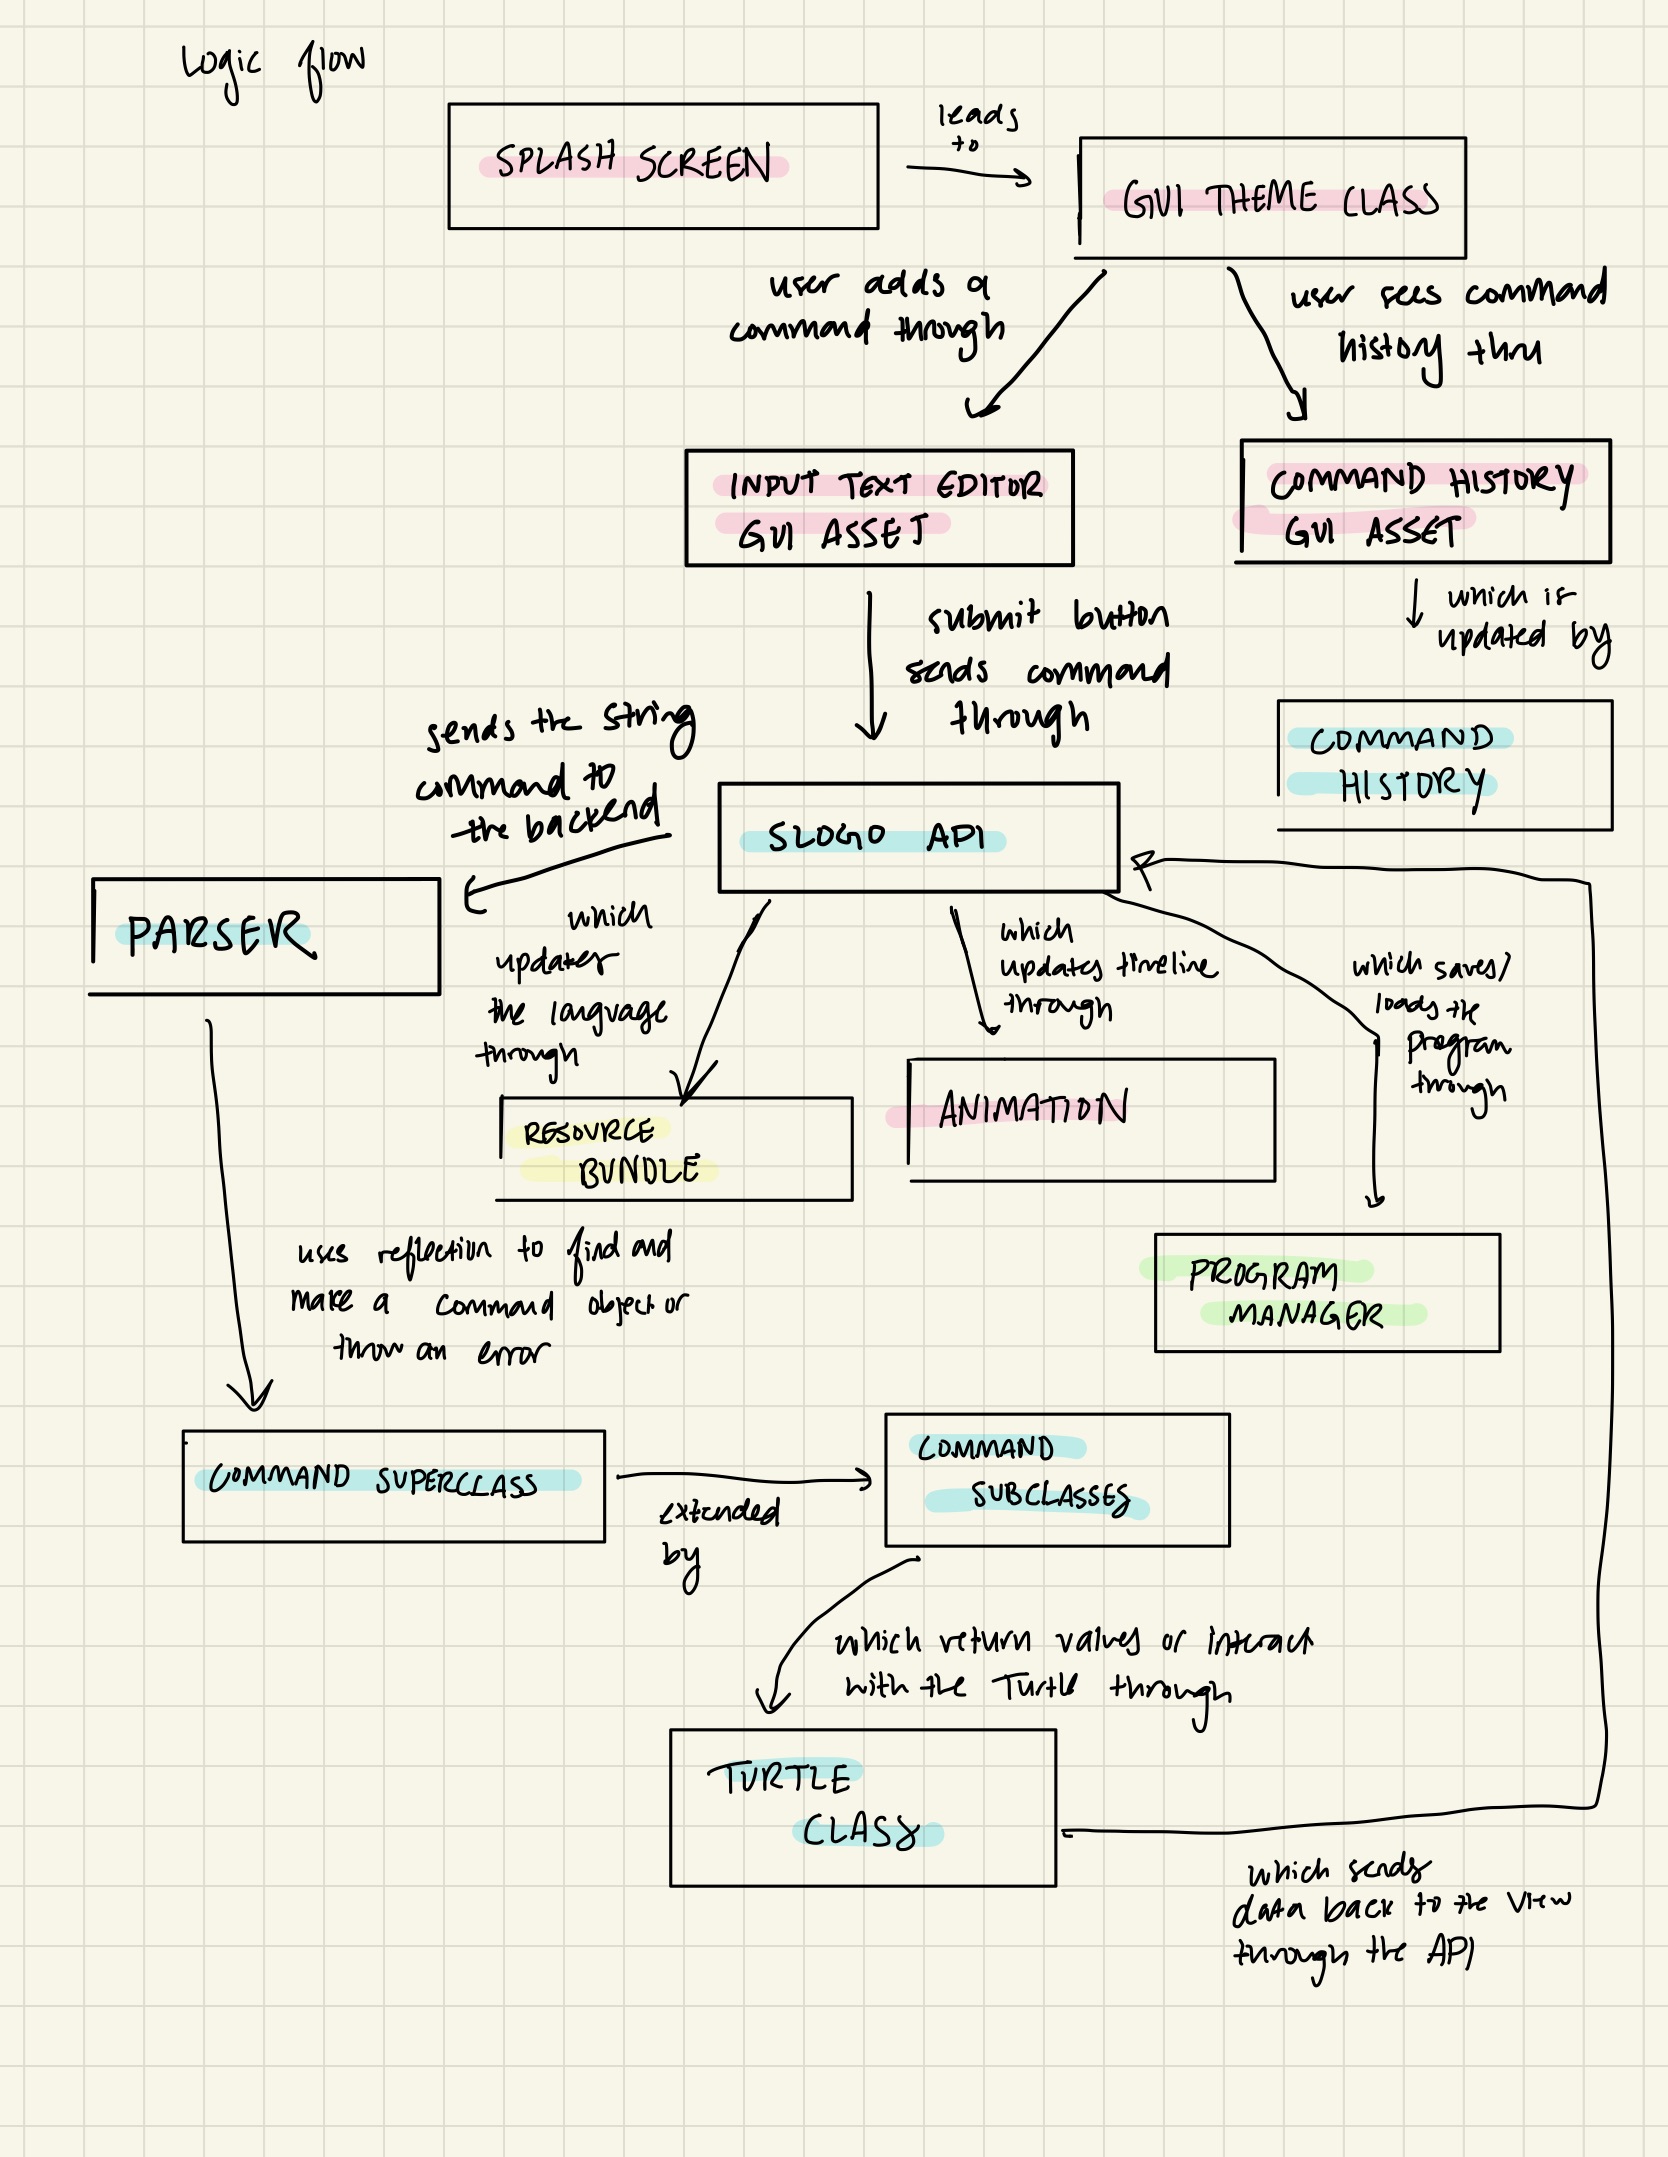 Logic flow
SPLASH SCREEN
leads
to
GUI THEME CLASS
user adds a
command through
user sees command
history thru
INPUT TEXT EDITOR
GUI ASSET
COMMAND HISTORY
GUI ASSET
submit button
sends command
through
which is
updated by
COMMAND
HISTORY
sends the string
command to
the backend
SLOGO API
PARSER
which
updates
the language
through
which
updates timeline
through
which saves/
loads the
program
through
RESOURCE
BUNDLE
ANIMATION
PROGRAM
MANAGER
uses reflection to find and
make a command object or
throw an error
COMMAND SUPERCLASS
extended
by
COMMAND
SUBCLASSES
which return values or interact
with the Turtle through
TURTLE
CLASS
which sends
data back to the view
through the API